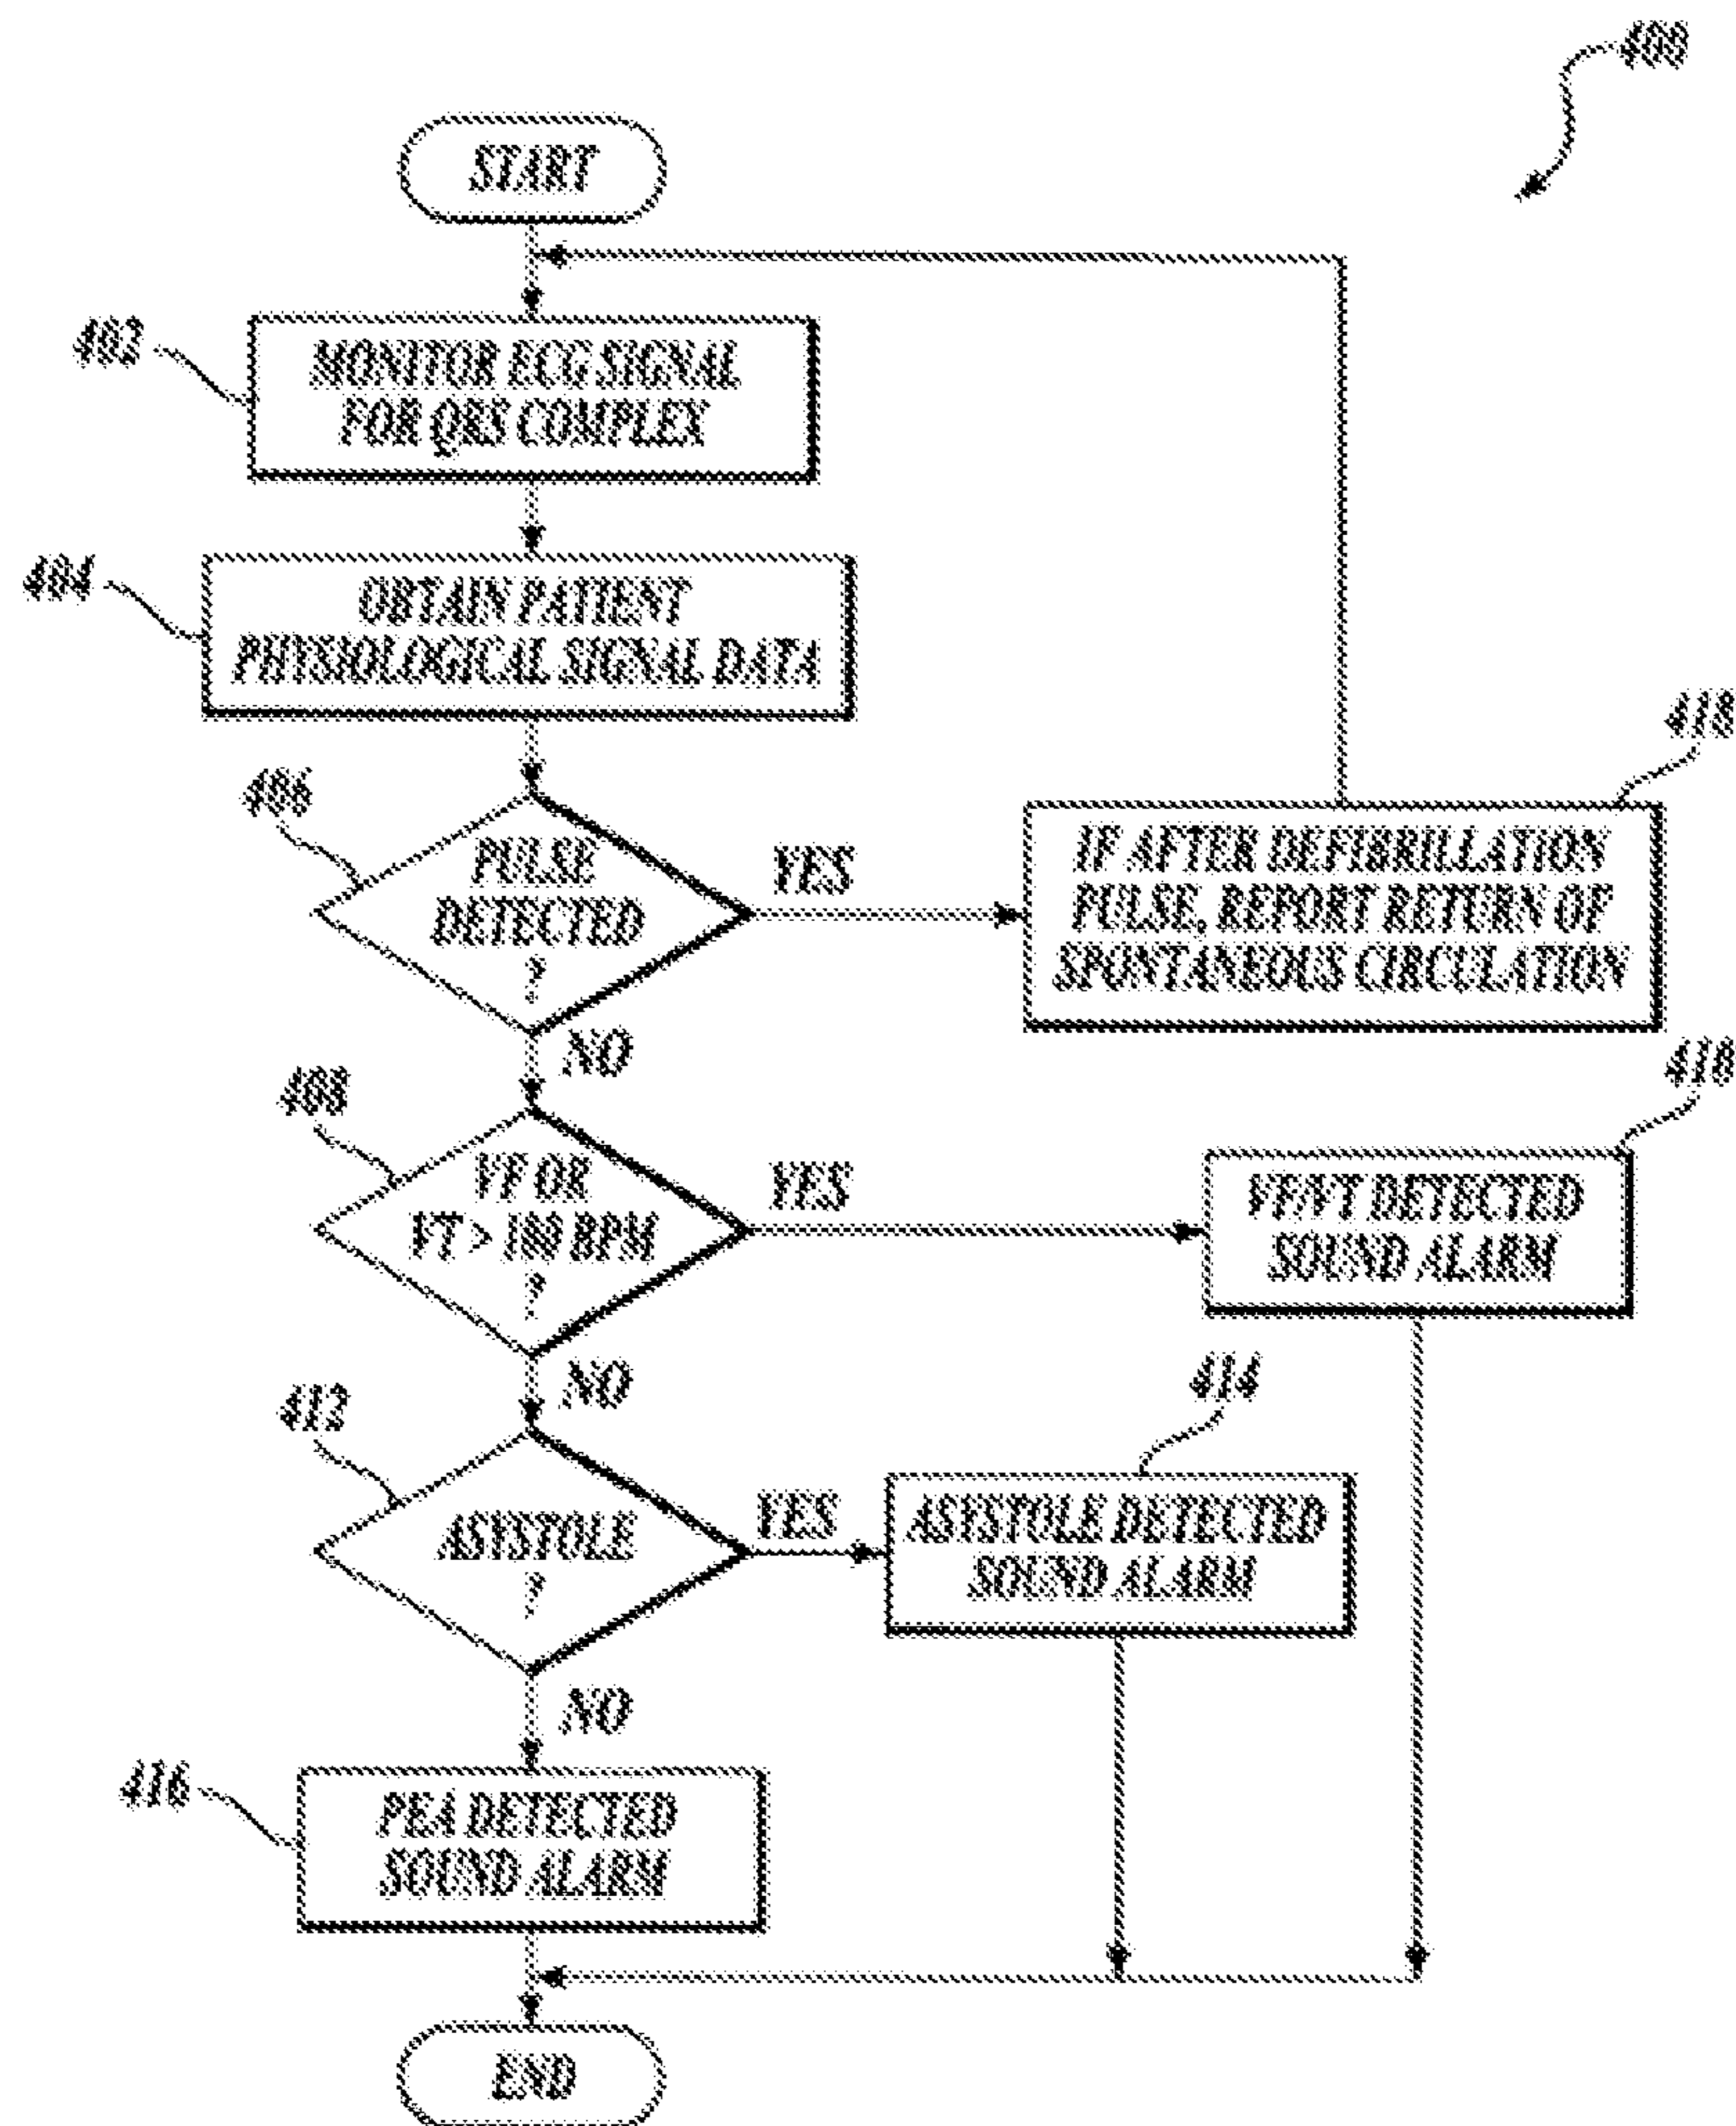 400
START
402
MONITOR ECG SIGNAL
FOR QRS COMPLEX
404
OBTAIN PATIENT
PHYSIOLOGICAL SIGNAL DATA
406
PULSE
DETECTED
?
YES
418
IF AFTER DEFIBRILLATION
PULSE, REPORT RETURN OF
SPONTANEOUS CIRCULATION
NO
408
VF OR
VT > BPM
?
YES
410
VF/VT DETECTED
SOUND ALARM
NO
412
ASYSTOLE
?
YES
414
ASYSTOLE DETECTED
SOUND ALARM
NO
416
PEA DETECTED
SOUND ALARM
END